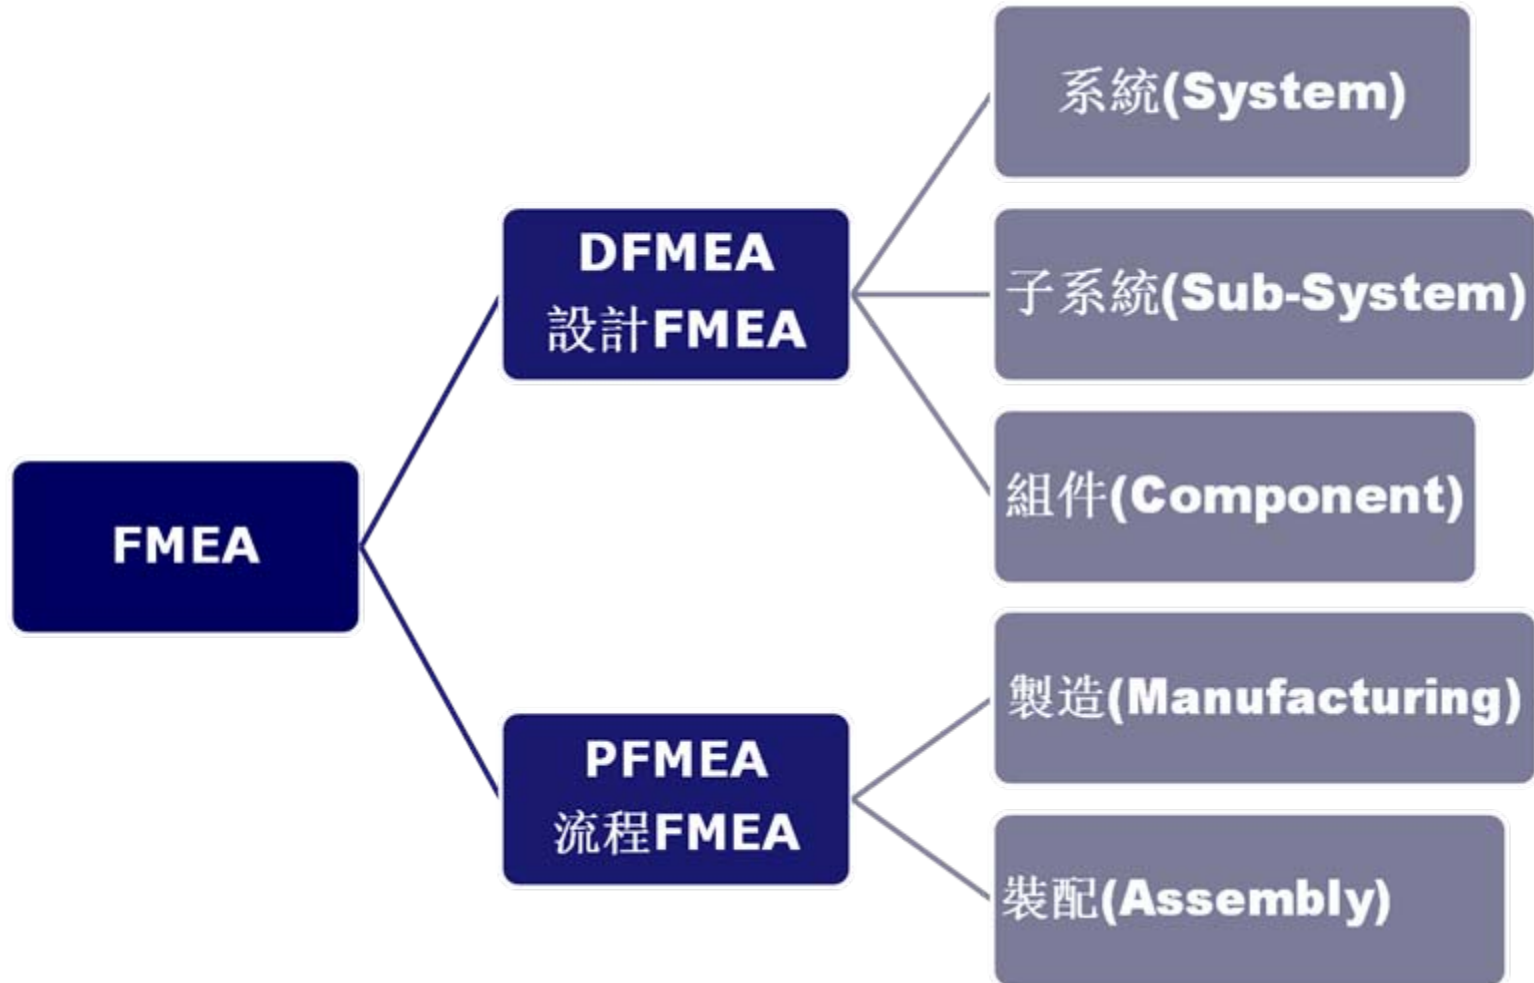 FMEA
DFMEA
設計FMEA
系統(System)
子系統(Sub-System)
組件(Component)
PFMEA
流程FMEA
製造(Manufacturing)
裝配(Assembly)